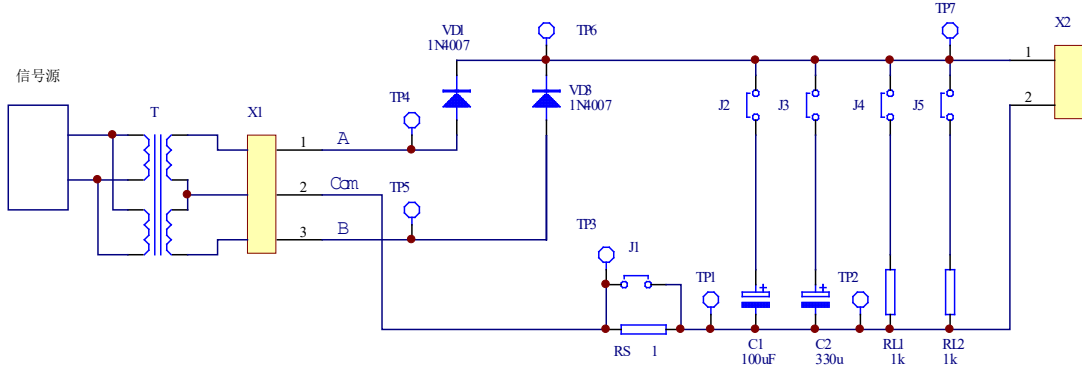 VD1
1N4007
TP6
TP7
X2
信号源
T
X1
TP4
VD3
1N4007
J2
J3
J4
J5
1
2
1
A
2
Com
TP5
3
B
TP3
J1
TP1
+
+
TP2
RS
1
C1
100uF
C2
330u
RL1
1k
RL2
1k